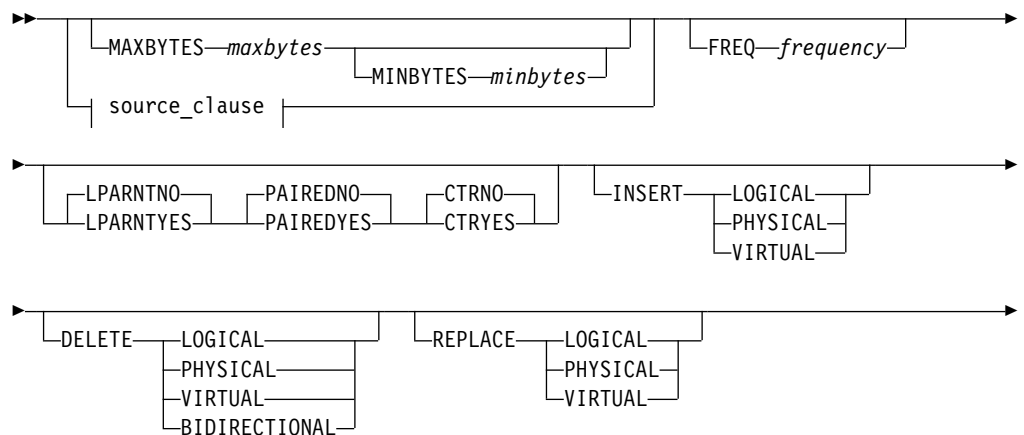 MAXBYTES maxbytes FREQ frequency
MINBYTES minbytes
source_clause
LPARNTNO PAIREDNO CTRNO INSERT LOGICAL
LPARNTYES PAIREDYES CTRYES PHYSICAL
VIRTUAL
DELETE LOGICAL REPLACE LOGICAL
PHYSICAL PHYSICAL
VIRTUAL VIRTUAL
BIDIRECTIONAL